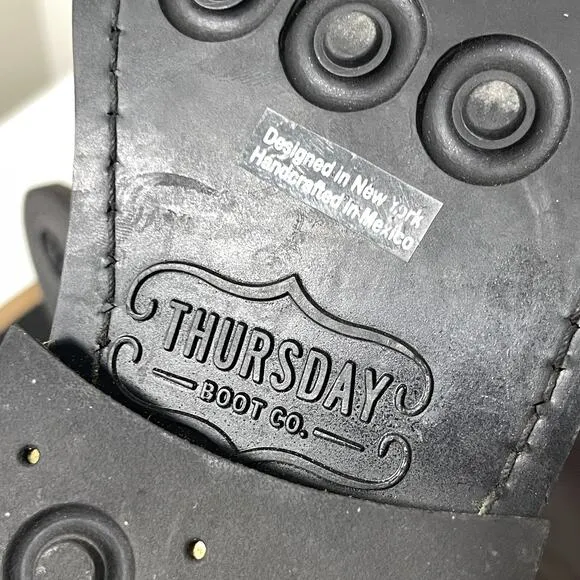 Designed in New York
Handcrafted in Mexico
THURSDAY
BOOT CO.